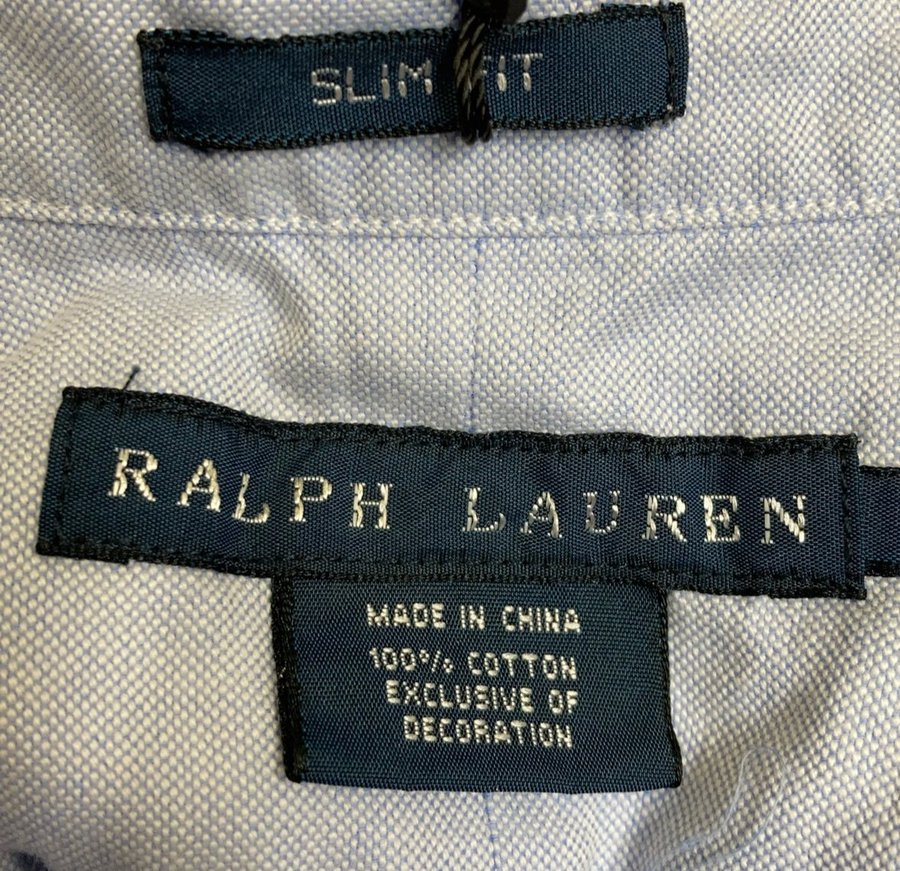 SLIM FIT
RALPH LAUREN
MADE IN CHINA
100% COTTON
EXCLUSIVE OF
DECORATION